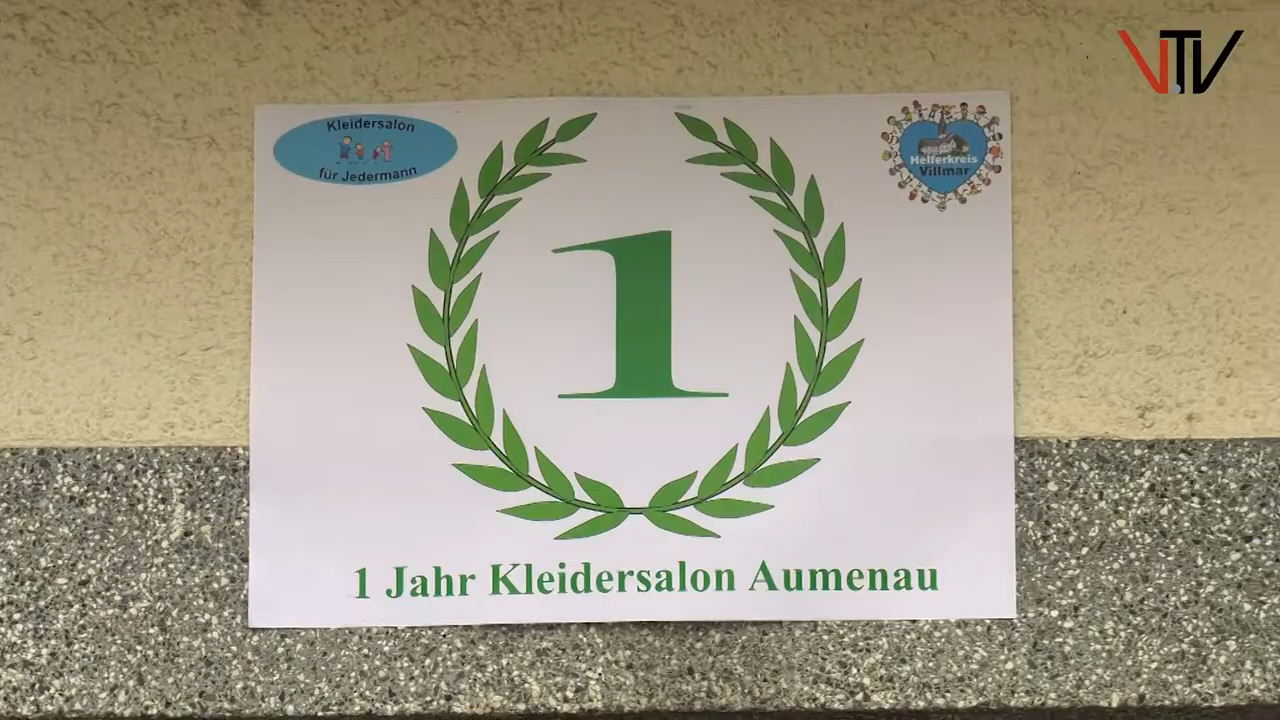 VTV
Kleidersalon
für Jedermann
Helferkreis
Villmar
1
1 Jahr Kleidersalon Aumenau